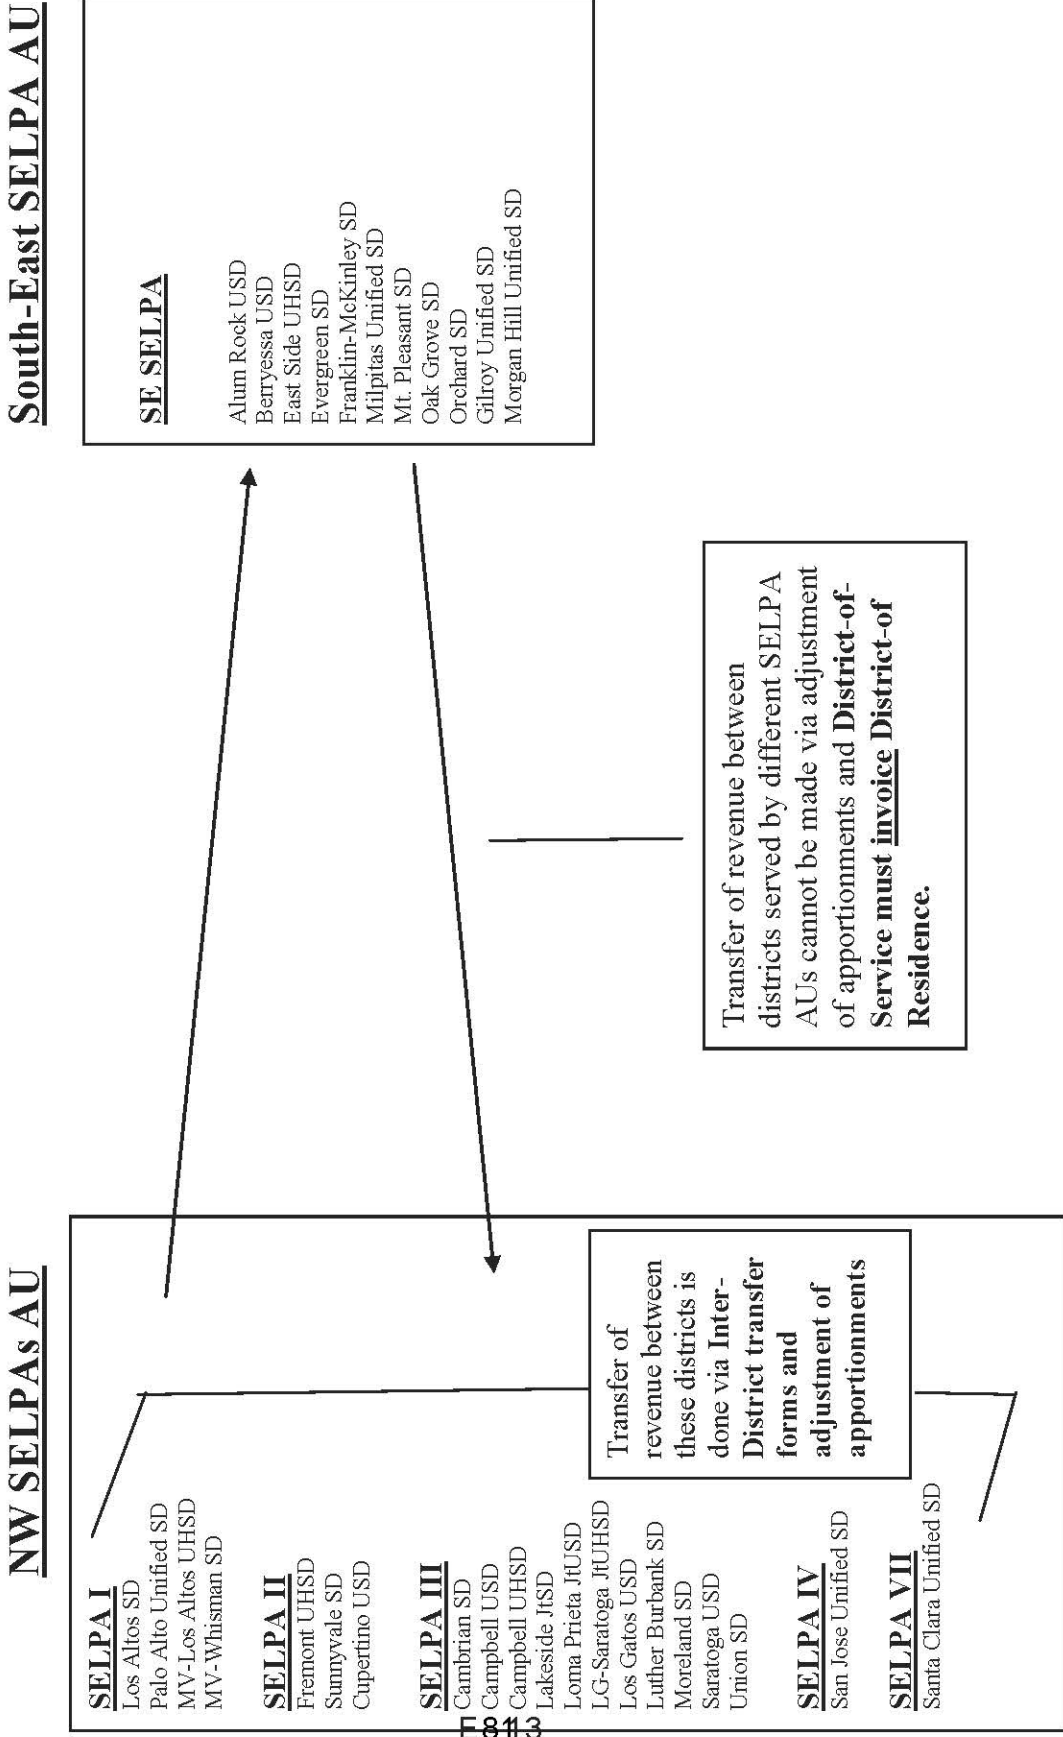 NW SELPAs AU
South-East SELPA AU
SELPA I
Los Altos SD
Palo Alto Unified SD
MV-Los Altos UHSD
MV-Whisman SD
SELPA II
Fremont UHSD
Sunnyvale SD
Cupertino USD
SELPA III
Cambrian SD
Campbell USD
Campbell UHSD
Lakeside JtSD
Loma Prieta JtUSD
LG-Saratoga JtUHSD
Los Gatos USD
Luther Burbank SD
Moreland SD
Saratoga USD
Union SD
SELPA IV
San Jose Unified SD
SELPA VII
Santa Clara Unified SD
Transfer of
revenue between
these districts is
done via Inter-
District transfer
forms and
adjustment of
apportionments
Transfer of revenue between
districts served by different SELPA
AUs cannot be made via adjustment
of apportionments and District-of-
Service must invoice District-of
Residence.
SE SELPA
Alum Rock USD
Berryessa USD
East Side UHSD
Evergreen SD
Franklin-McKinley SD
Milpitas Unified SD
Mt. Pleasant SD
Oak Grove SD
Orchard SD
Gilroy Unified SD
Morgan Hill Unified SD